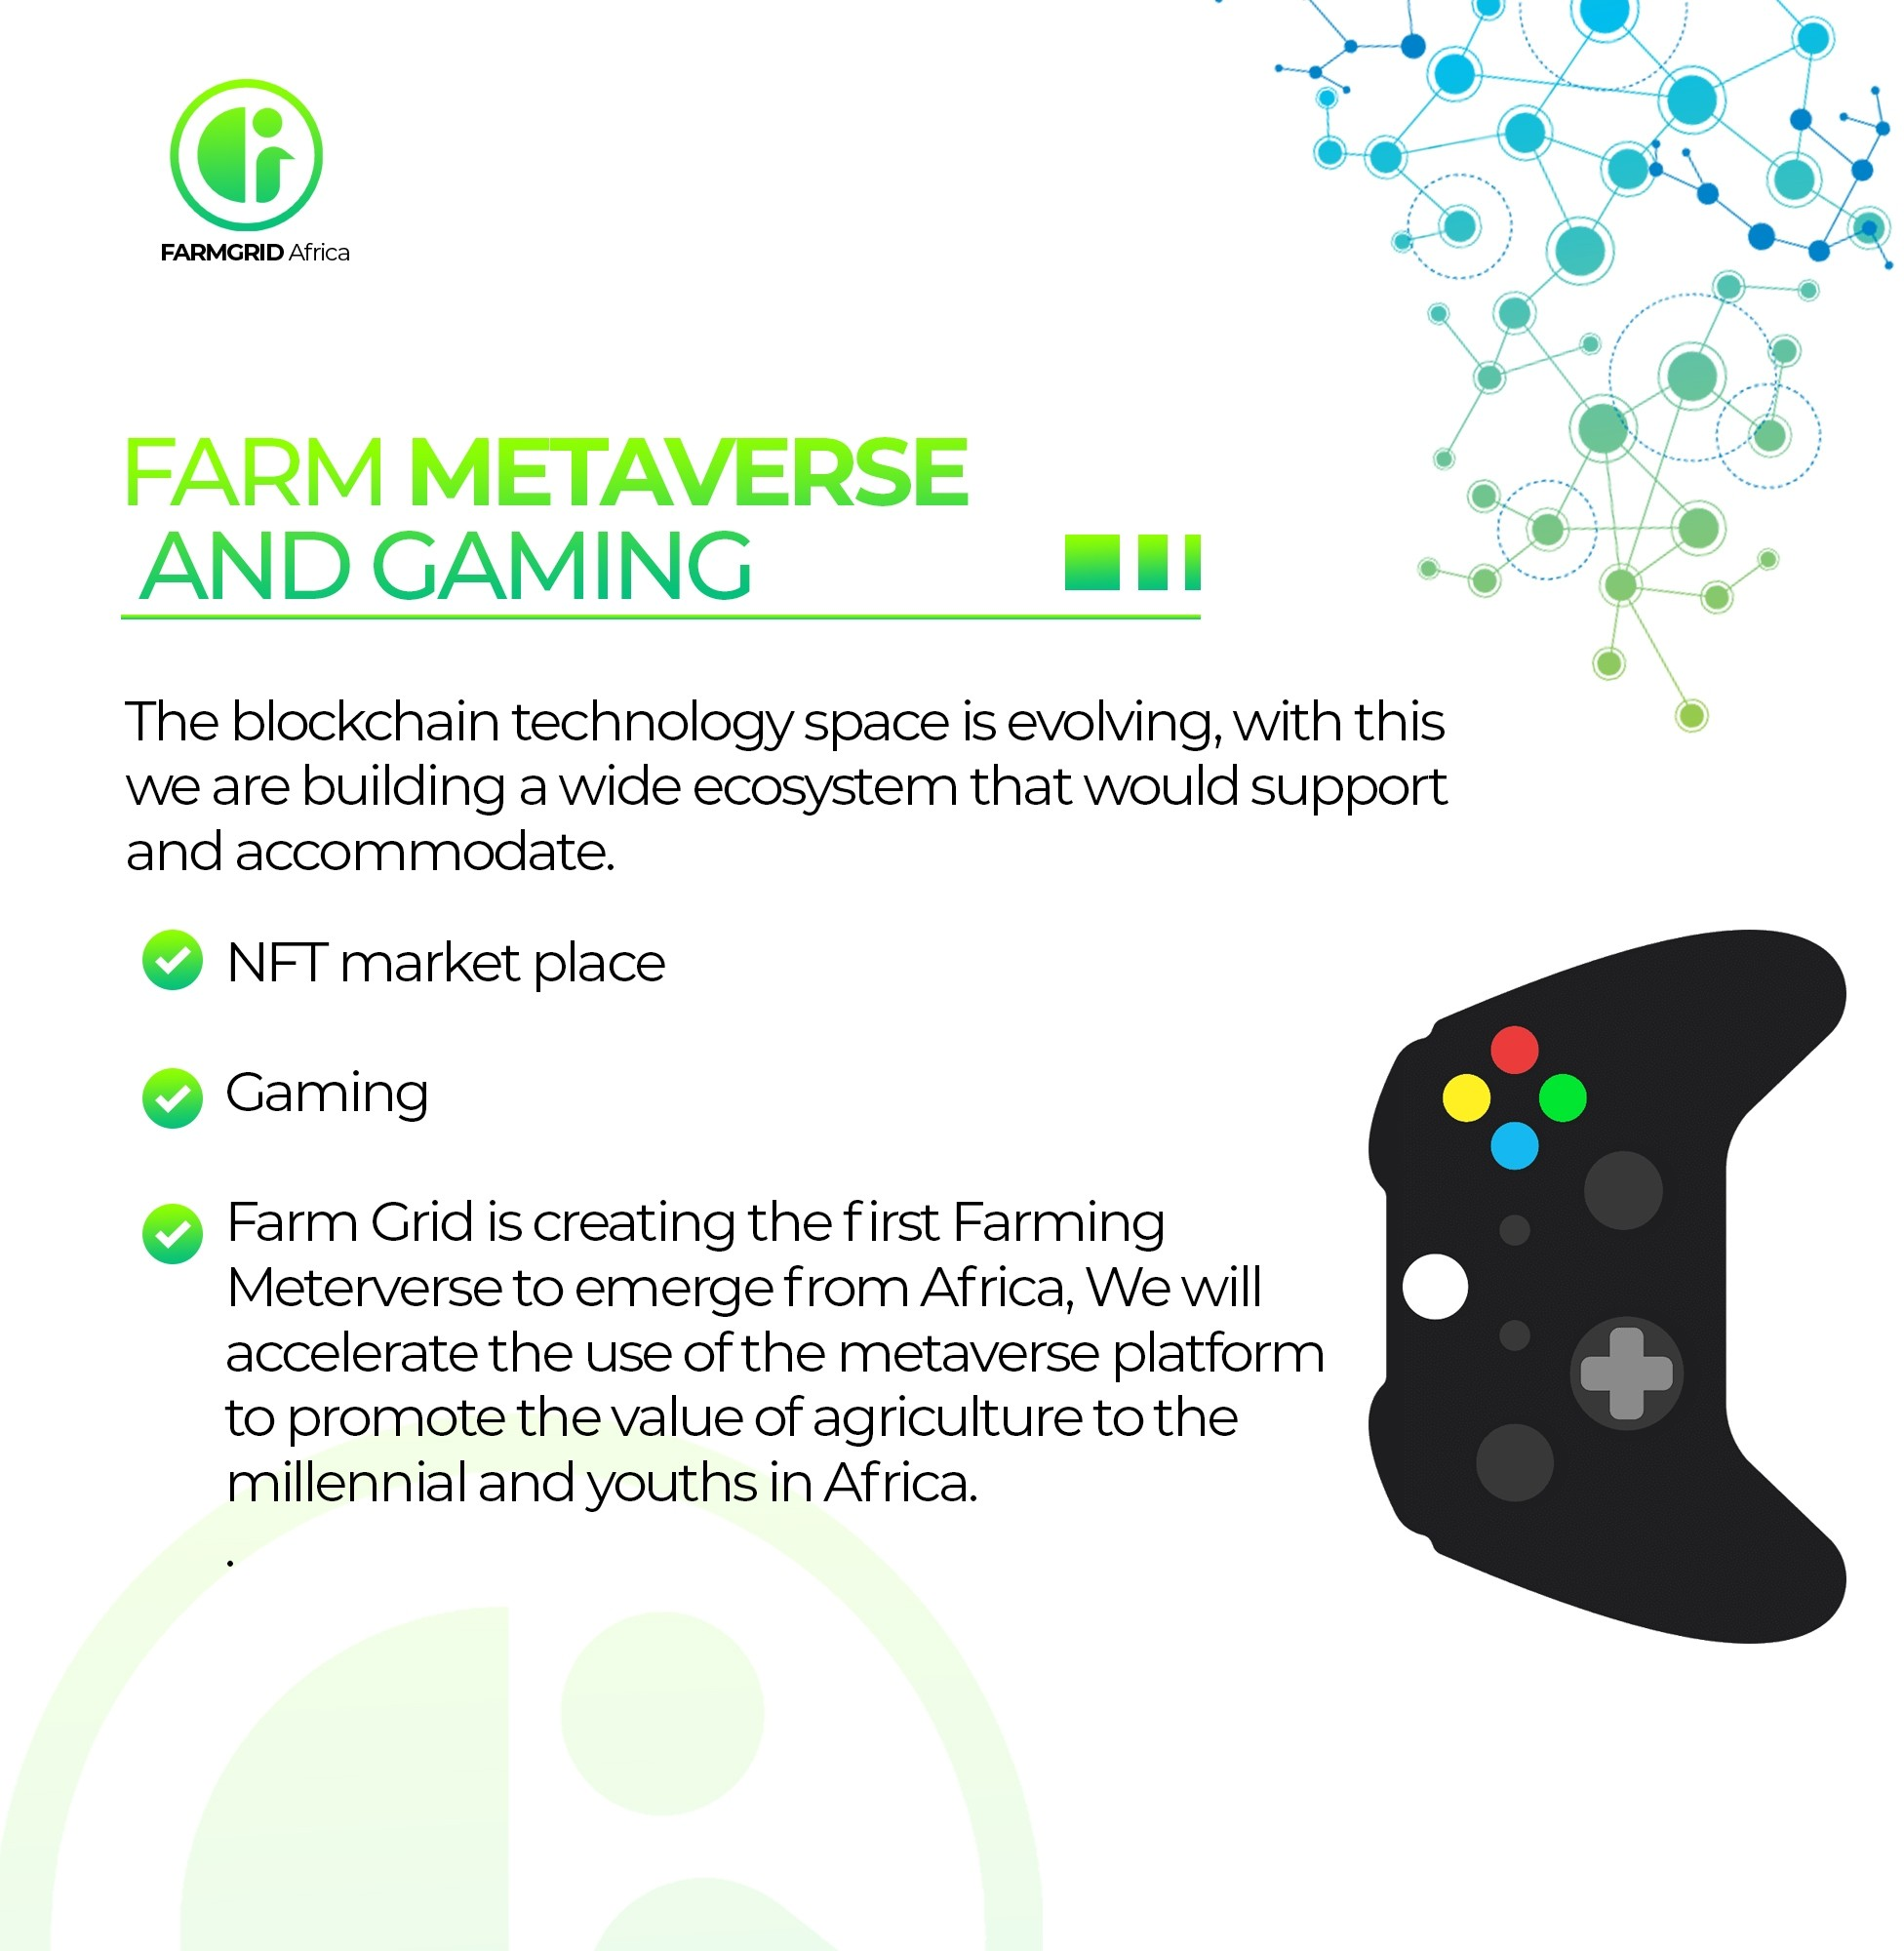 FARMGRID Africa
FARM METAVERSE
AND GAMING
The blockchain technology space is evolving, with this
we are building a wide ecosystem that would support
and accommodate.
NFT market place
Gaming
Farm Grid is creating the first Farming
Meterverse to emerge from Africa, We will
accelerate the use of the metaverse platform
to promote the value of agriculture to the
millennial and youths in Africa.
.